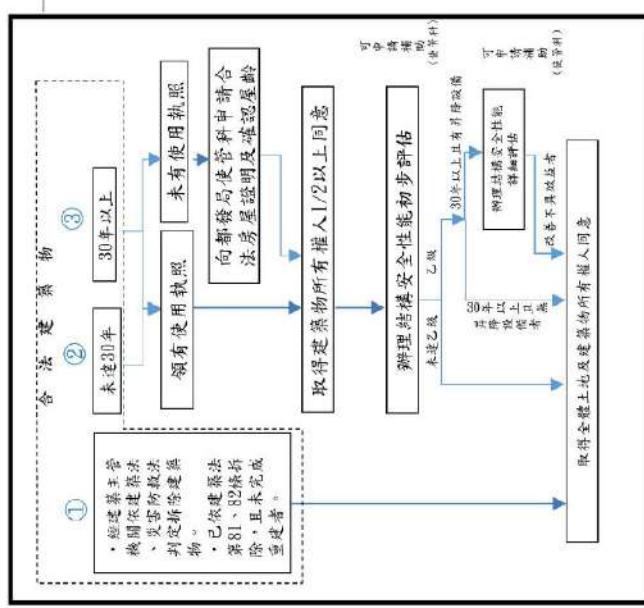 合法建築物
①
・經建築主管
機關依建築法
、災害防救法
判定拆除建築
物。
・已依建築法
第81、82條拆
除，且未完成
重建者。
②
未達30年
③
30年以上
領有使用執照
未有使用執照
向都發局使管科申請合
法房屋證明及確認屋齡
取得建築物所有權人1/2以上同意
辦理結構安全性能初步評估
可申請補助
(使管科)
未達乙級
乙級
30年以上且無
昇降設備者
30年以上且有昇降設備
辦理結構安全性能
詳細評估
可申請補助
(使管科)
改善不具效益者
取得全體土地及建築物所有權人同意